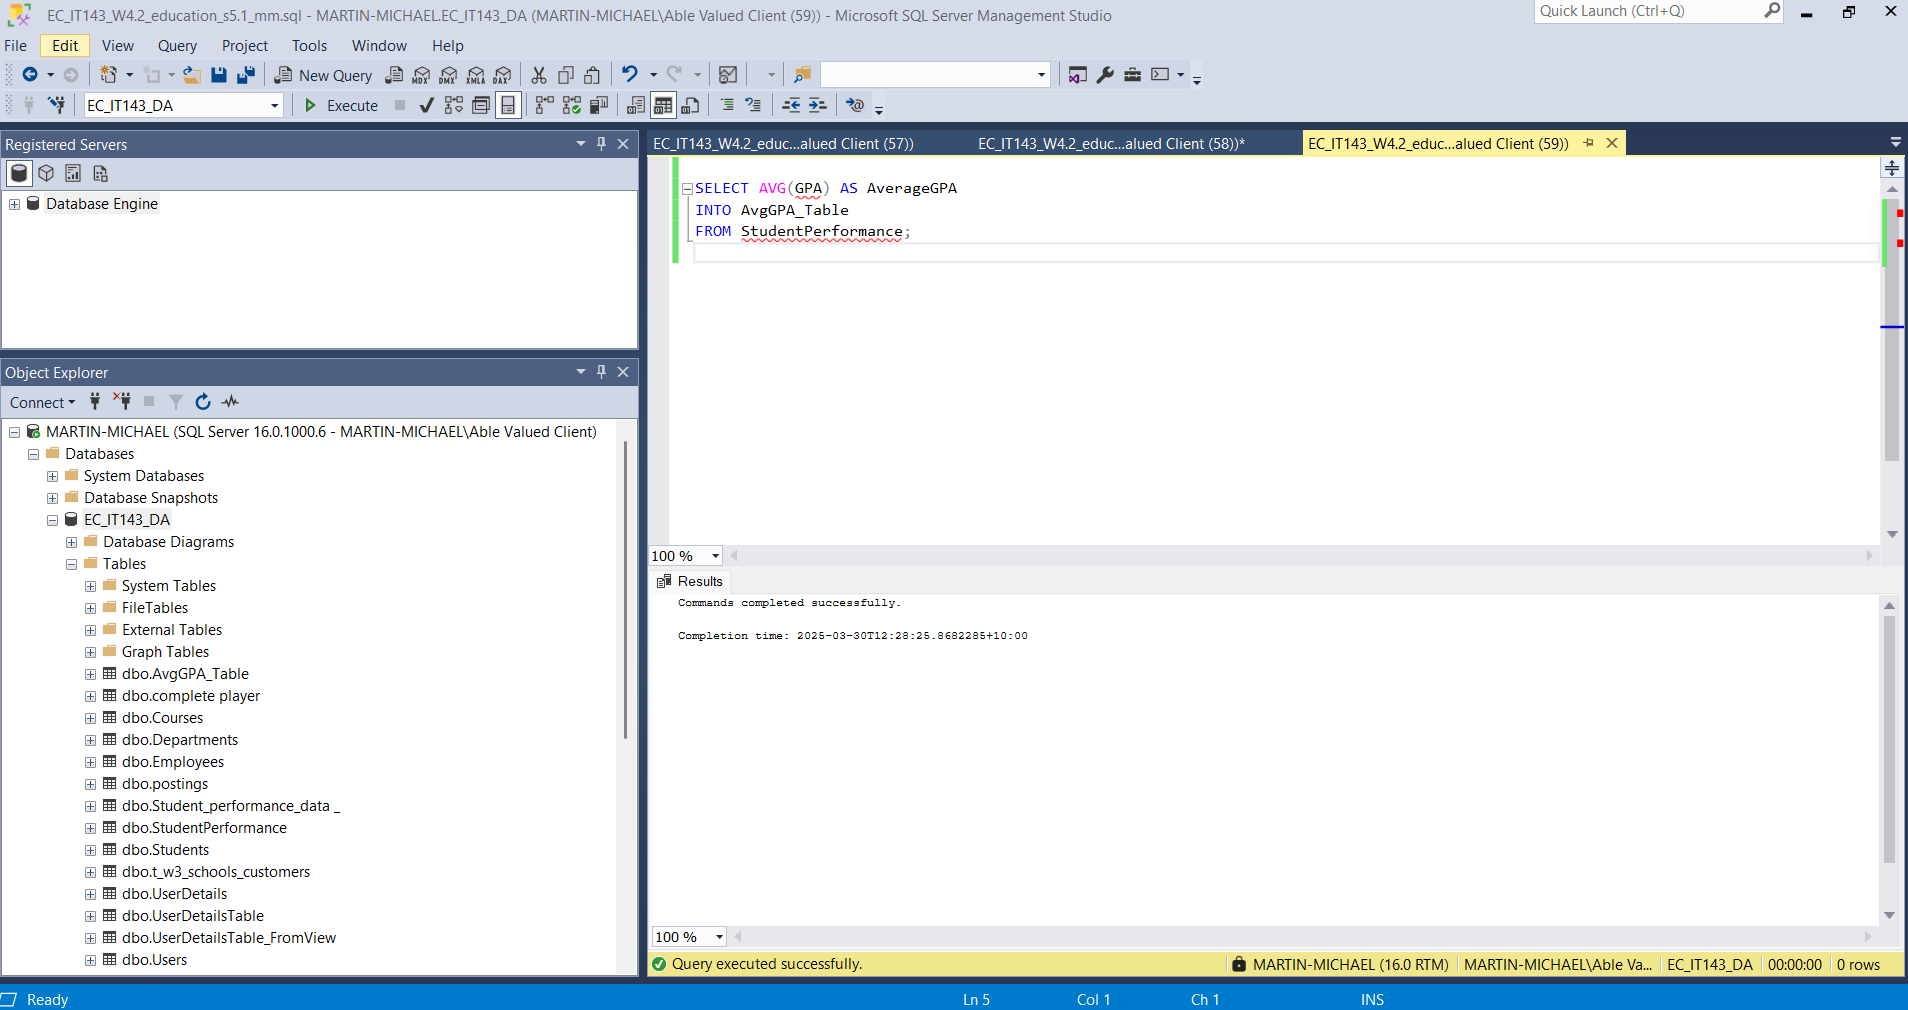 EC_IT143_W4.2_education_s5.1_mm.sql - MARTIN-MICHAEL.EC_IT143_DA (MARTIN-MICHAEL\Able Valued Client (59)) - Microsoft SQL Server Management Studio
Quick Launch (Ctrl+Q)
File Edit View Query Project Tools Window Help
New Query
MDX DMX XMLA DAX
EC_IT143_DA
Execute
Registered Servers
Database Engine
Object Explorer
Connect
MARTIN-MICHAEL (SQL Server 16.0.1000.6 - MARTIN-MICHAEL\Able Valued Client)
Databases
System Databases
Database Snapshots
EC_IT143_DA
Database Diagrams
Tables
System Tables
FileTables
External Tables
Graph Tables
dbo.AvgGPA_Table
dbo.complete player
dbo.Courses
dbo.Departments
dbo.Employees
dbo.postings
dbo.Student_performance_data _
dbo.StudentPerformance
dbo.Students
dbo.t_w3_schools_customers
dbo.UserDetails
dbo.UserDetailsTable
dbo.UserDetailsTable_FromView
dbo.Users
EC_IT143_W4.2_educ...alued Client (57))
EC_IT143_W4.2_educ...alued Client (58))*
EC_IT143_W4.2_educ...alued Client (59))
SELECT AVG(GPA) AS AverageGPA
INTO AvgGPA_Table
FROM StudentPerformance;
100 %
Results
Commands completed successfully.
Completion time: 2025-03-30T12:28:25.8682285+10:00
100 %
Query executed successfully.
MARTIN-MICHAEL (16.0 RTM)
MARTIN-MICHAEL\Able Va...
EC_IT143_DA
00:00:00
0 rows
Ready
Ln 5
Col 1
Ch 1
INS